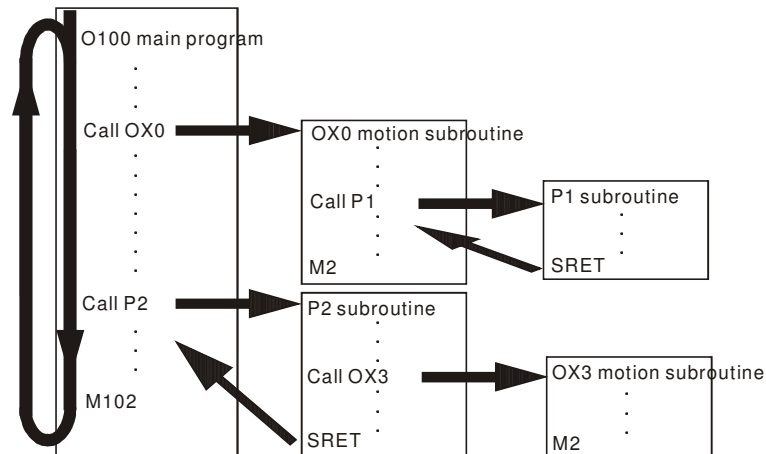 O100 main program
Call OX0
Call P2
M102
OX0 motion subroutine
Call P1
M2
P1 subroutine
SRET
P2 subroutine
Call OX3
SRET
OX3 motion subroutine
M2